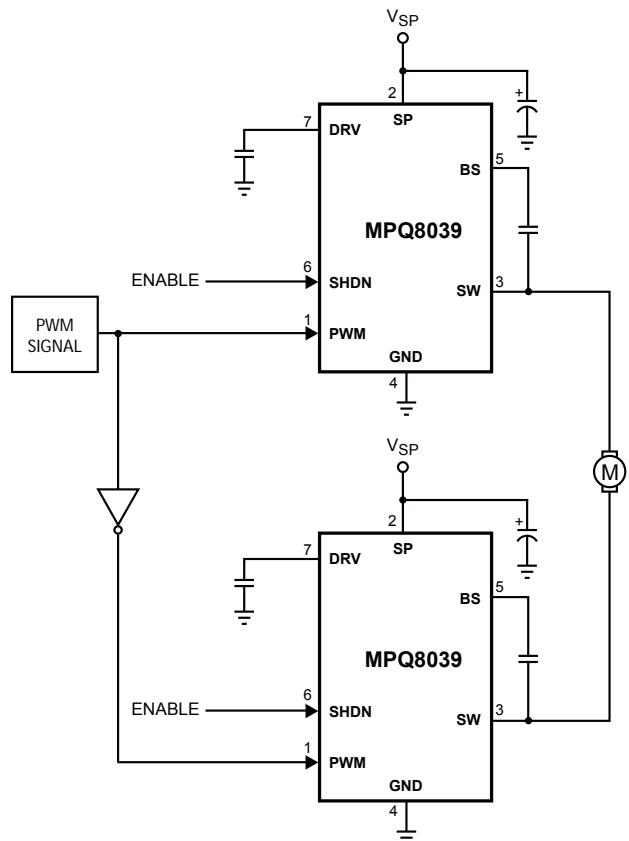 VSP
2
SP
7
DRV
+
5
BS
MPQ8039
ENABLE
6
SHDN
3
SW
PWM
SIGNAL
1
PWM
GND
4
M
VSP
2
SP
7
DRV
+
5
BS
MPQ8039
ENABLE
6
SHDN
3
SW
1
PWM
GND
4